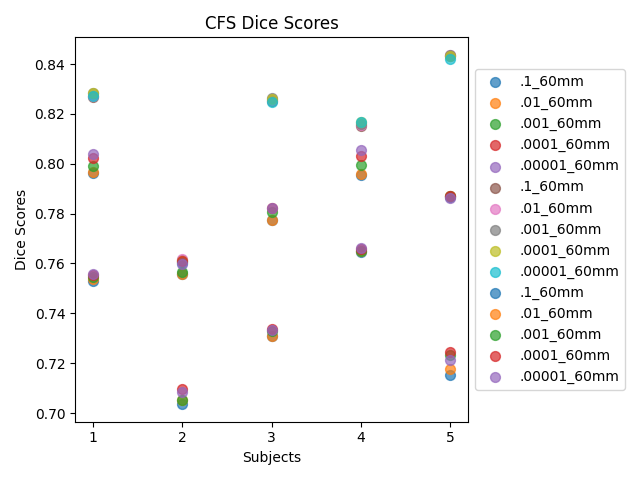 CFS Dice Scores
Dice Scores
0.84
0.82
0.80
0.78
0.76
0.74
0.72
0.70
1
2
3
4
5
Subjects
.1_60mm
.01_60mm
.001_60mm
.0001_60mm
.00001_60mm
.1_60mm
.01_60mm
.001_60mm
.0001_60mm
.00001_60mm
.1_60mm
.01_60mm
.001_60mm
.0001_60mm
.00001_60mm